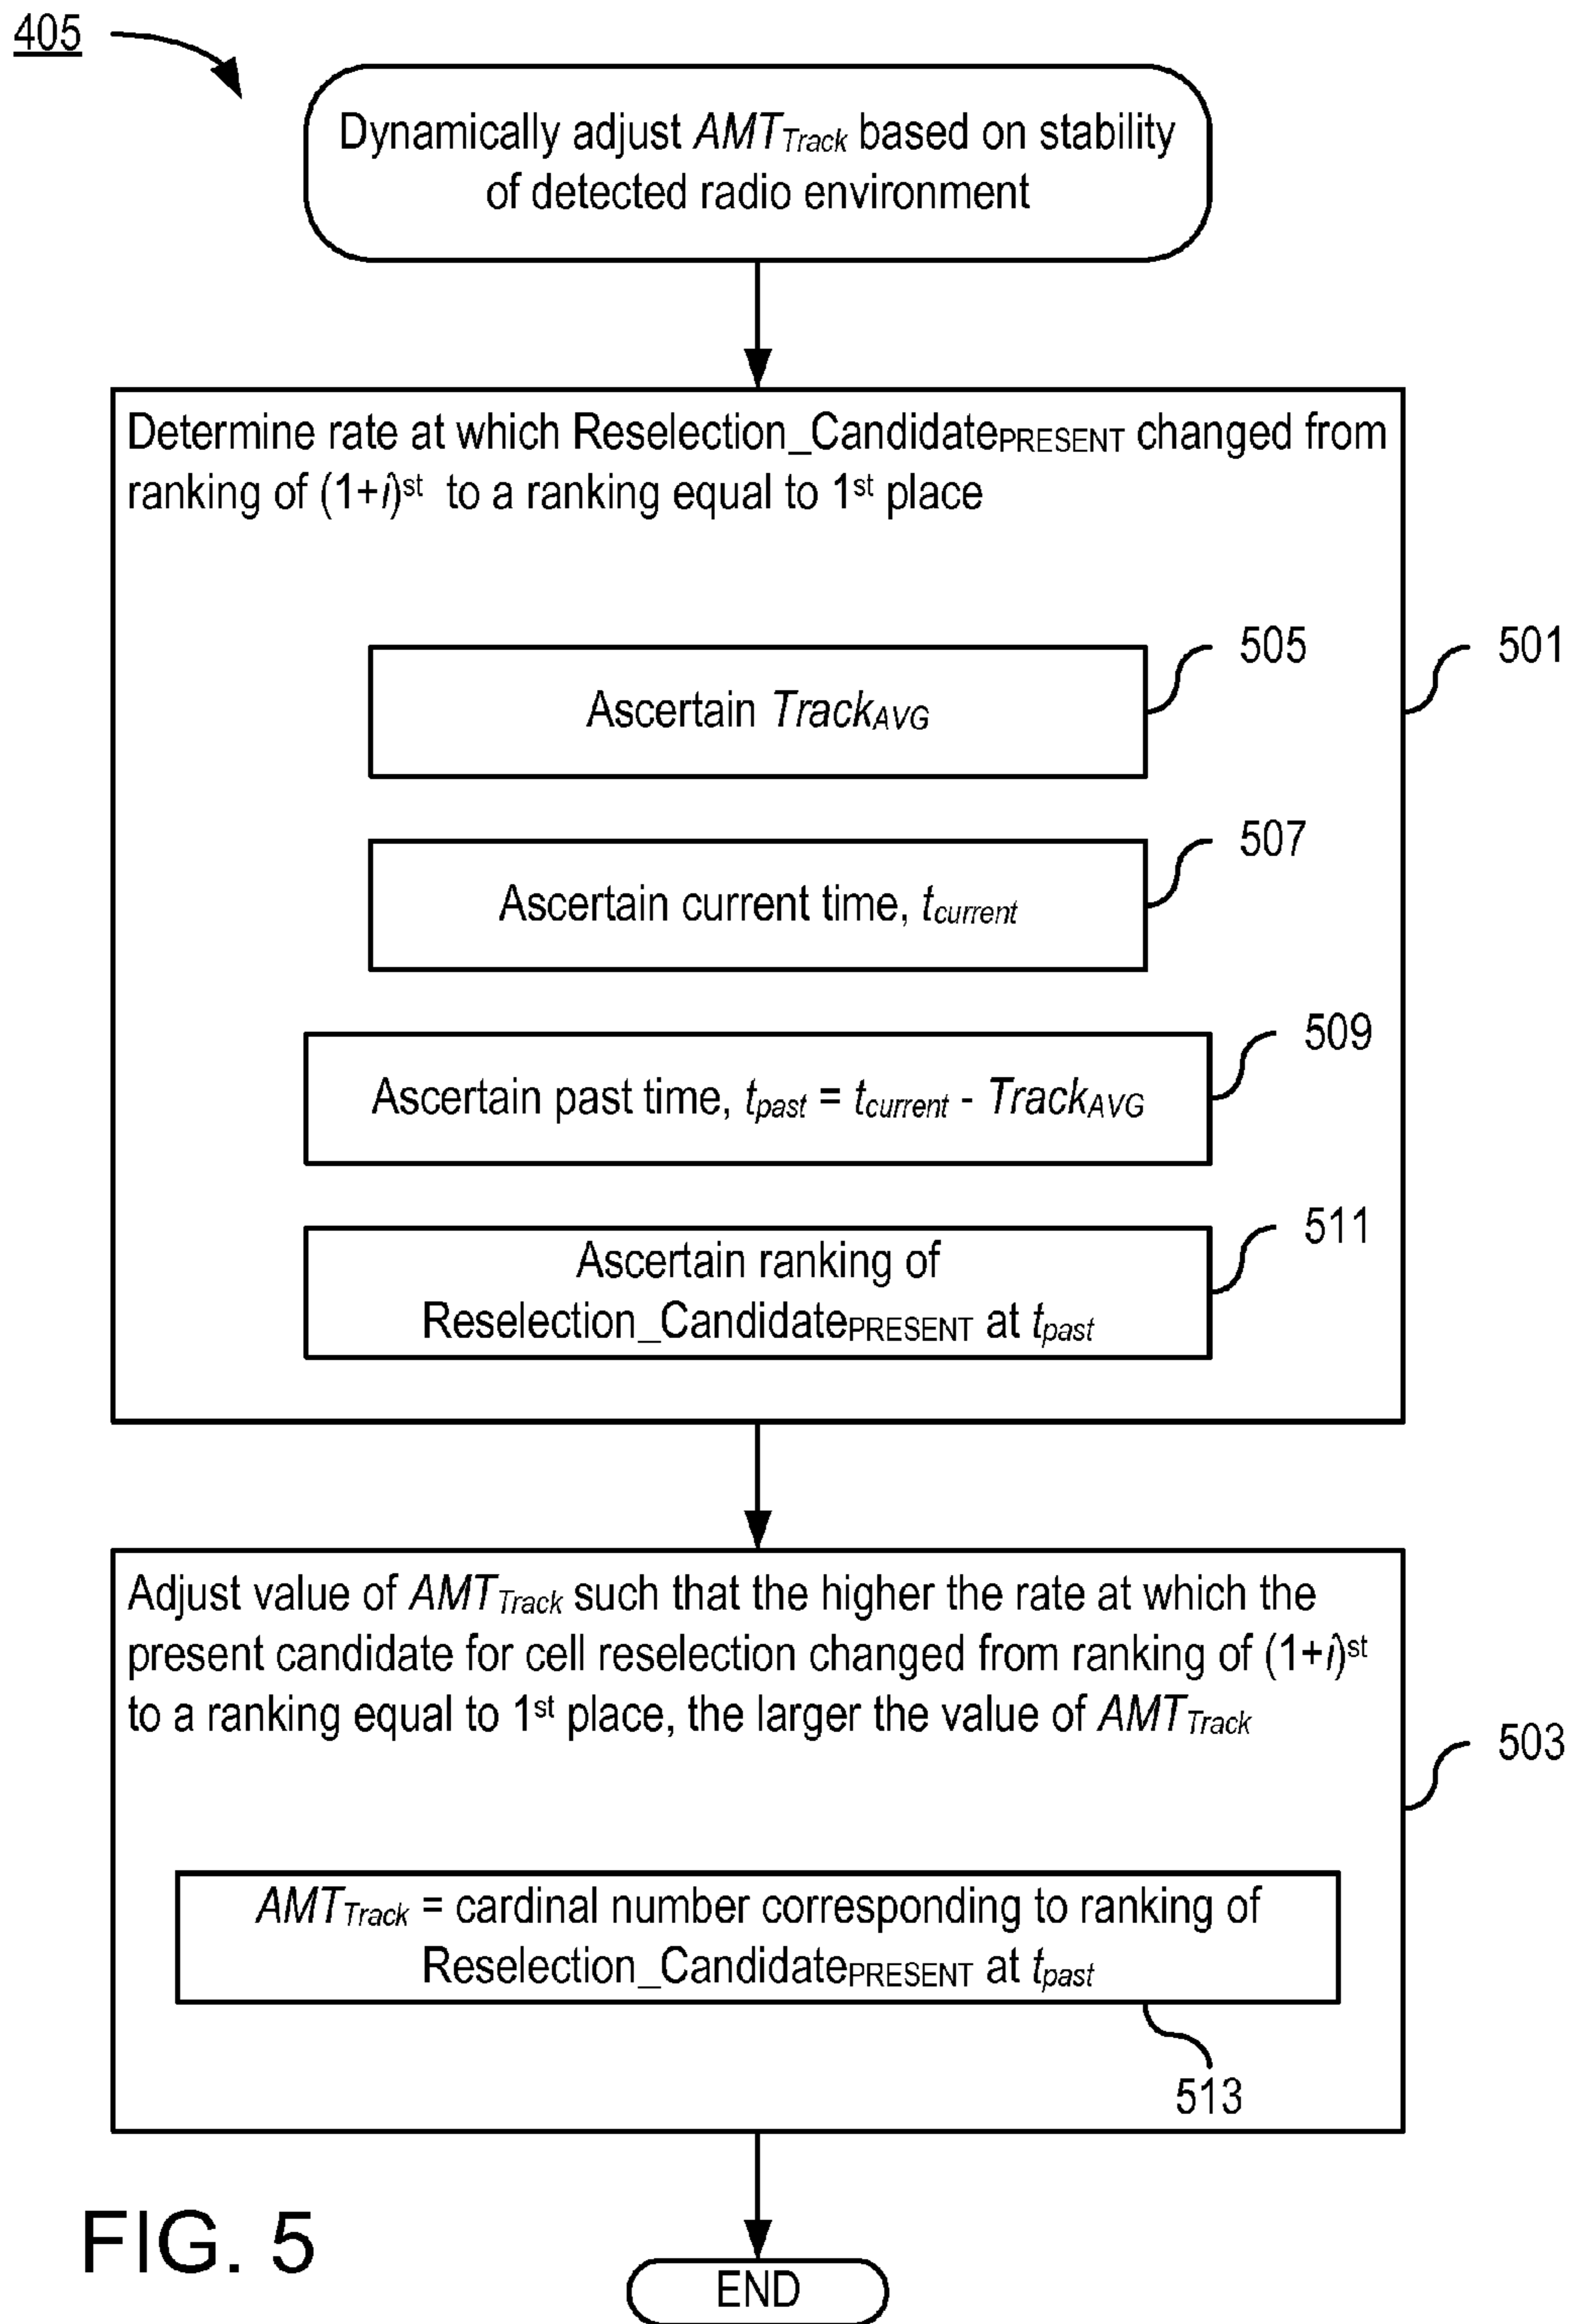 405
Dynamically adjust AMTTrack based on stability
of detected radio environment
Determine rate at which Reselection_CandidatePRESENT changed from
ranking of (1+i)st to a ranking equal to 1st place
505
501
Ascertain TrackAVG
507
Ascertain current time, tcurrent
509
Ascertain past time, tpast = tcurrent - TrackAVG
511
Ascertain ranking of
Reselection_CandidatePRESENT at tpast
Adjust value of AMTTrack such that the higher the rate at which the
present candidate for cell reselection changed from ranking of (1+i)st
to a ranking equal to 1st place, the larger the value of AMTTrack
503
AMTTrack = cardinal number corresponding to ranking of
Reselection_CandidatePRESENT at tpast
513
FIG. 5
END